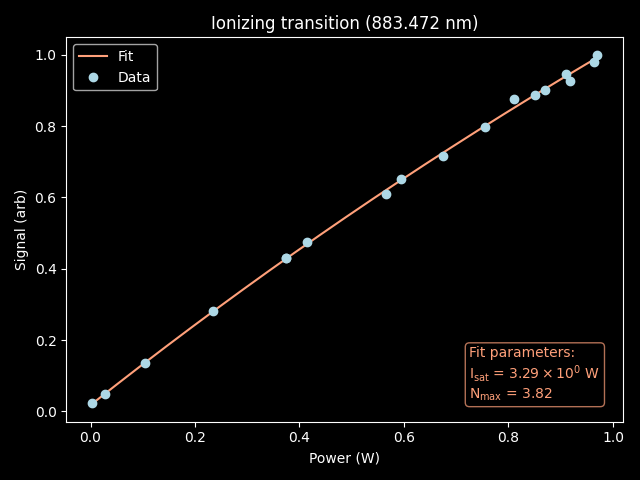 Ionizing transition (883.472 nm)
Fit
Data
1.0
0.8
0.6
0.4
0.2
0.0
Signal (arb)
Fit parameters:
I_sat = 3.29 × 10^0 W
N_max = 3.82
0.0 0.2 0.4 0.6 0.8 1.0
Power (W)